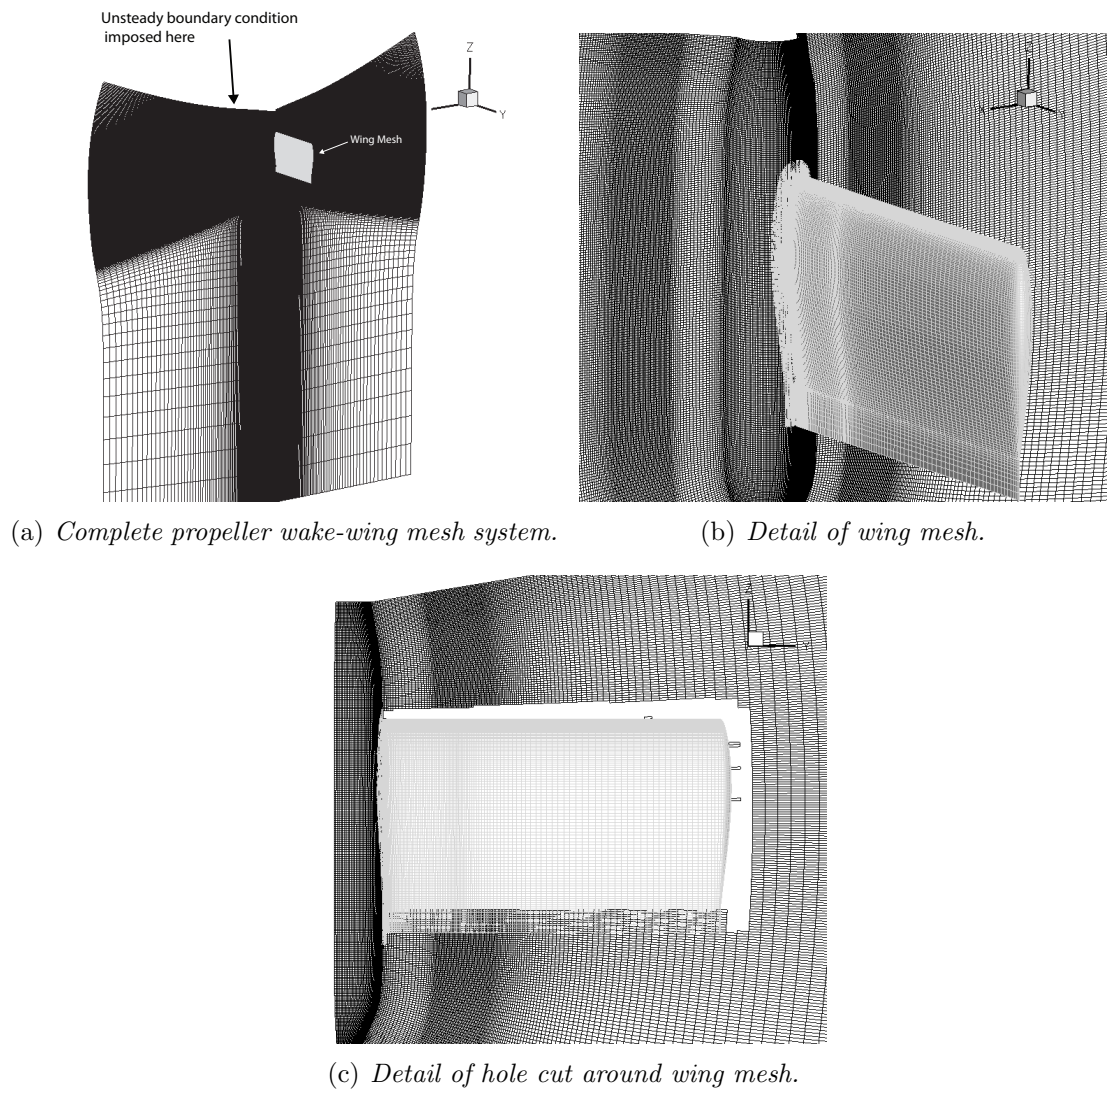 Unsteady boundary condition
imposed here
Z
Y
Wing Mesh
Z
(a) Complete propeller wake-wing mesh system.
(b) Detail of wing mesh.
Z
Y
(c) Detail of hole cut around wing mesh.